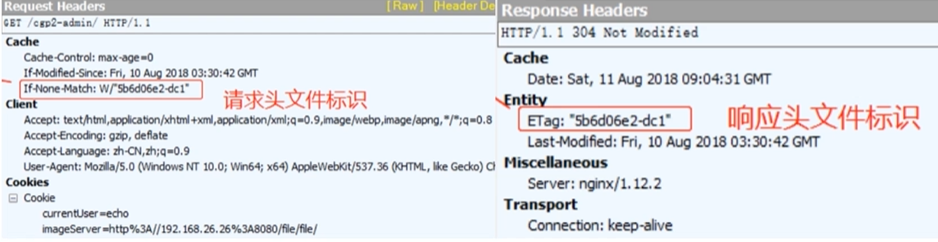 Request Headers [ Raw ] [Header De
GET /cgp2-admin/ HTTP/1.1
Cache
Cache-Control: max-age=0
If-Modified-Since: Fri, 10 Aug 2018 03:30:42 GMT
If-None-Match: W/"5b6d06e2-dc1"
请求头文件标识
Client
Accept: text/html,application/xhtml+xml,application/xml;q=0.9,image/webp,image/apng,*/*;q=0.8
Accept-Encoding: gzip, deflate
Accept-Language: zh-CN,zh;q=0.9
User-Agent: Mozilla/5.0 (Windows NT 10.0; Win64; x64) AppleWebKit/537.36 (KHTML, like Gecko) Ch
Cookies
Cookie
currentUser=echo
imageServer=http%3A//192.168.26.26%3A8080/file/file/
Response Headers
HTTP/1.1 304 Not Modified
Cache
Date: Sat, 11 Aug 2018 09:04:31 GMT
Entity
ETag: "5b6d06e2-dc1"
响应头文件标识
Last-Modified: Fri, 10 Aug 2018 03:30:42 GMT
Miscellaneous
Server: nginx/1.12.2
Transport
Connection: keep-alive